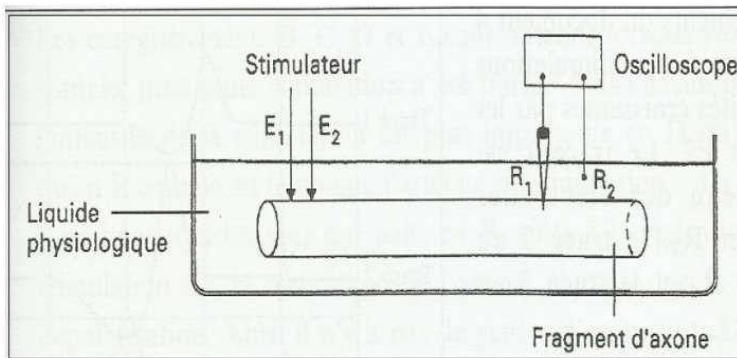 Stimulateur
Oscilloscope
E1 E2
R1 R2
Liquide
physiologique
Fragment d'axone